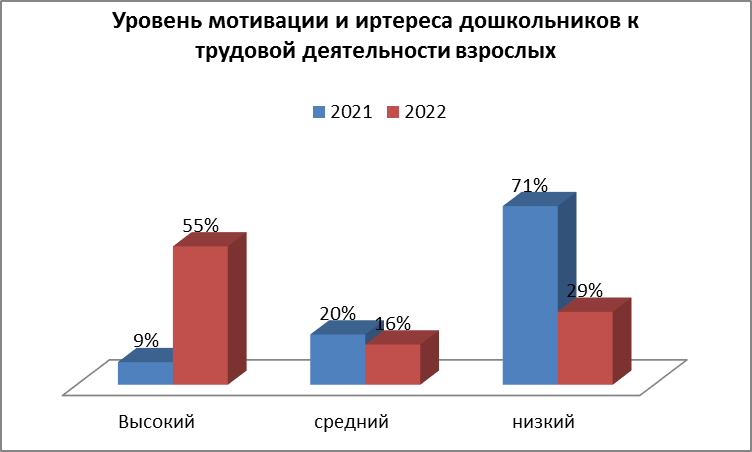 Уровень мотивации и иртереса дошкольников к
трудовой деятельности взрослых
2021 2022
9%
55%
20%
16%
71%
29%
Высокий средний низкий